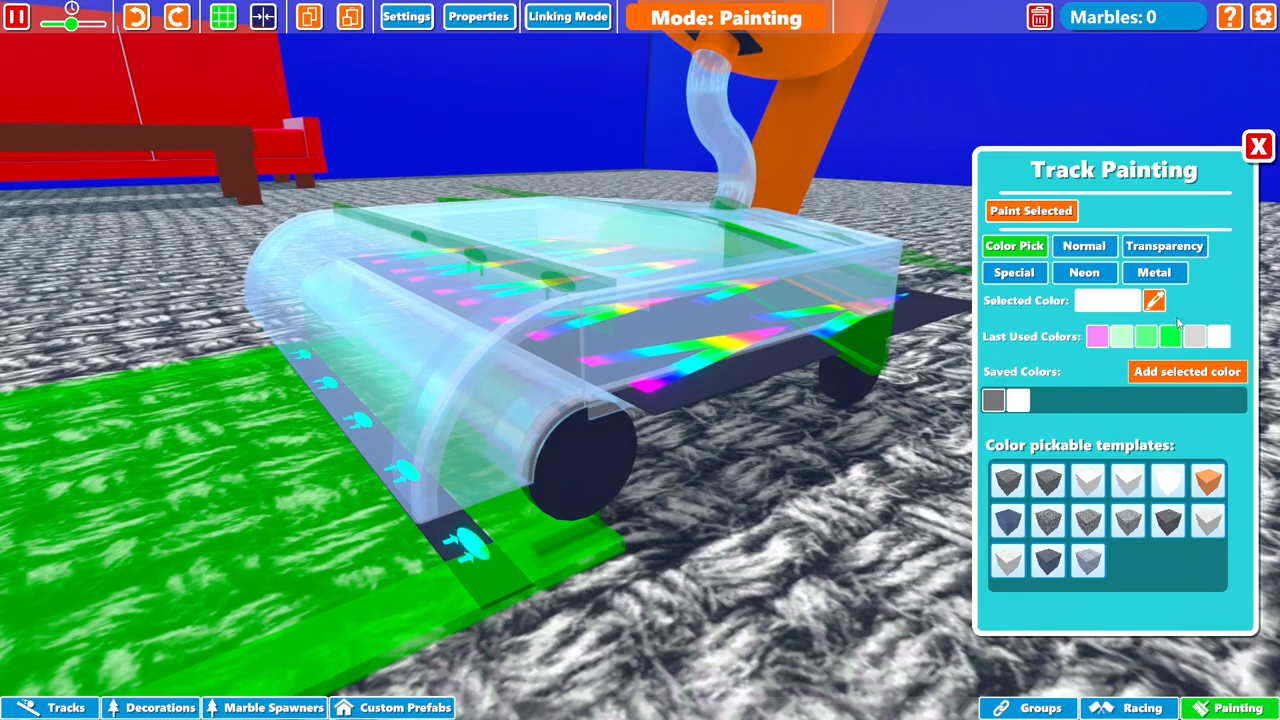 Settings
Properties
Linking Mode
Mode: Painting
Marbles: 0
?
X
Track Painting
Paint Selected
Color Pick
Normal
Transparency
Special
Neon
Metal
Selected Color:
Last Used Colors:
Saved Colors:
Add selected color
Color pickable templates:
Tracks
Decorations
Marble Spawners
Custom Prefabs
Groups
Racing
Painting